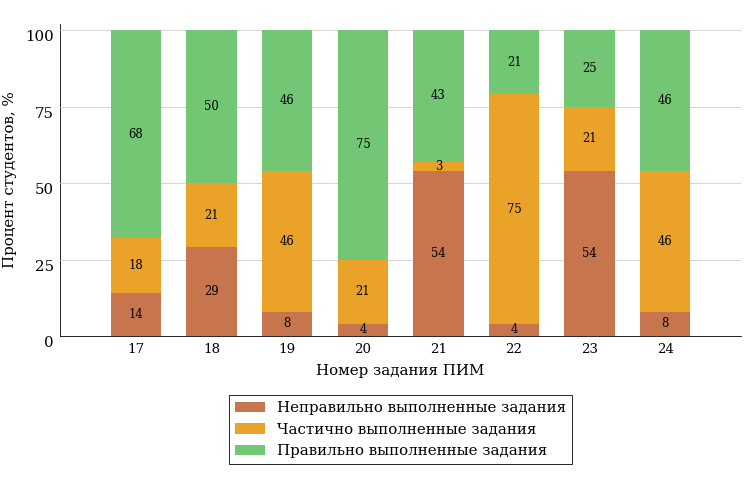 Процент студентов, %
100
75
50
25
0
68 50 46 75 43 21 25 46
18 21 46 21 3 75 21 46
14 29 8 4 54 4 54 8
17 18 19 20 21 22 23 24
Номер задания ПИМ
Неправильно выполненные задания
Частично выполненные задания
Правильно выполненные задания